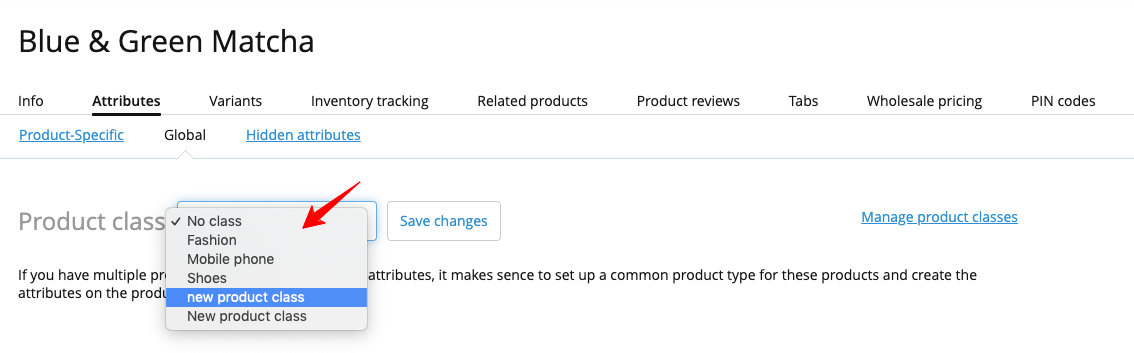 Blue & Green Matcha
Info Attributes Variants Inventory tracking Related products Product reviews Tabs Wholesale pricing PIN codes
Product-Specific Global Hidden attributes
Product class Save changes Manage product classes
✓ No class
Fashion
Mobile phone
Shoes
new product class
New product class
If you have multiple pr attributes, it makes sence to set up a common product type for these products and create the
attributes on the produ